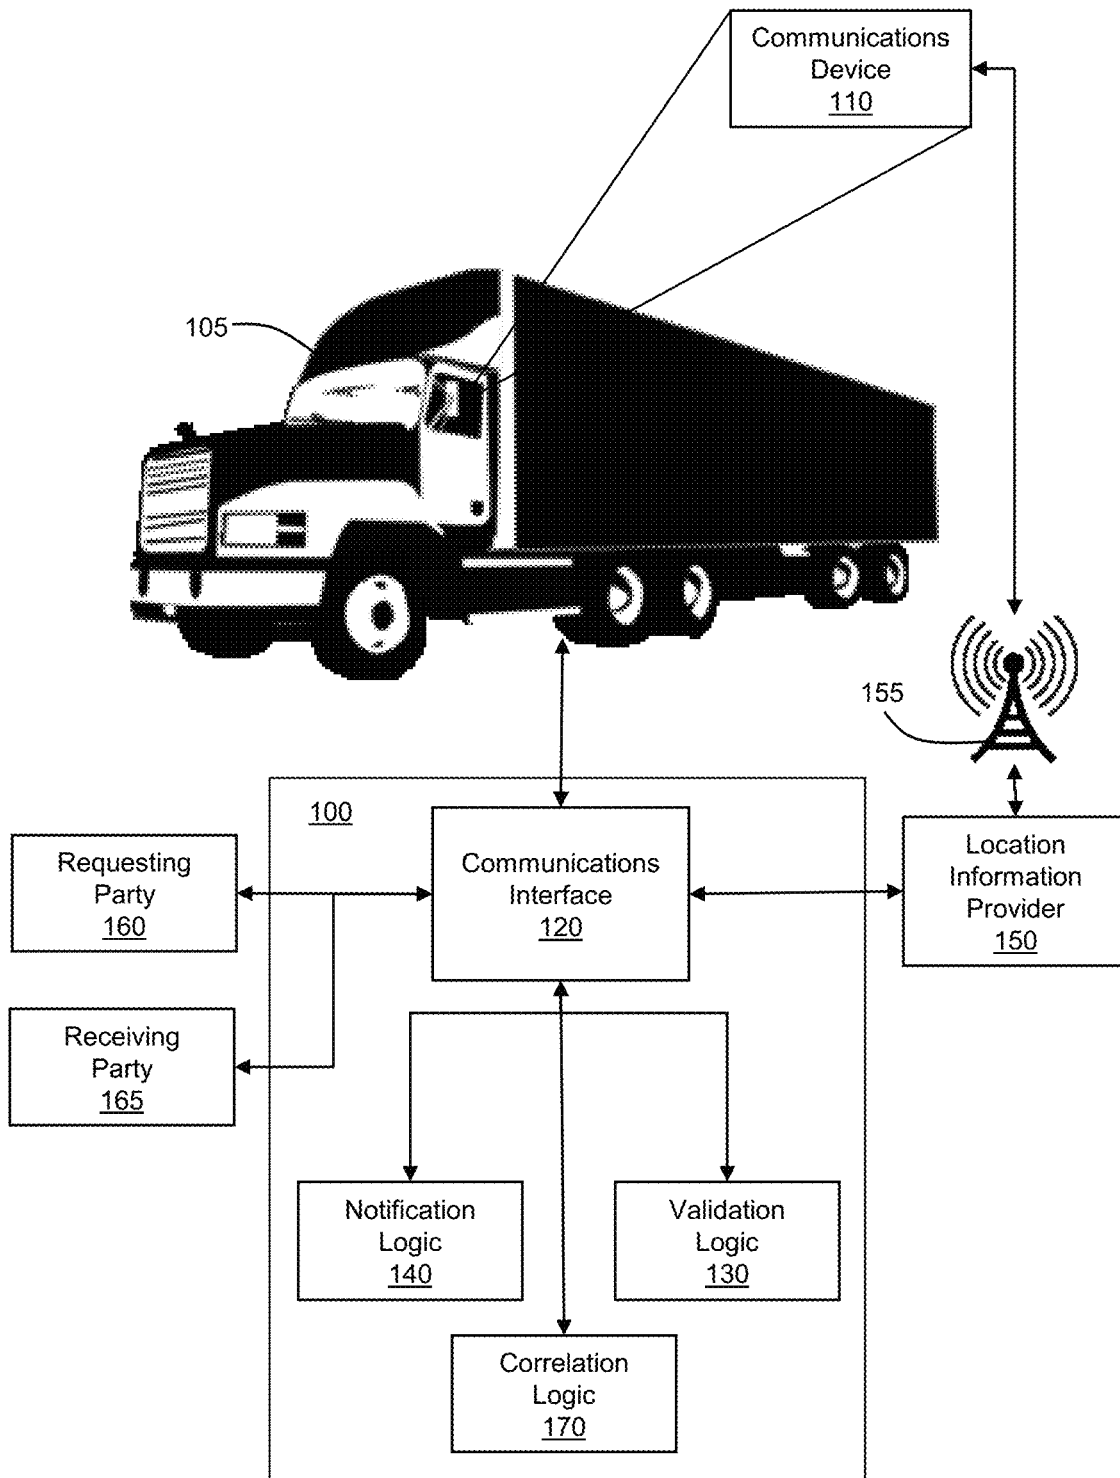 Communications
Device
110
105
155
100
Requesting
Party
160
Communications
Interface
120
Location
Information
Provider
150
Receiving
Party
165
Notification
Logic
140
Validation
Logic
130
Correlation
Logic
170